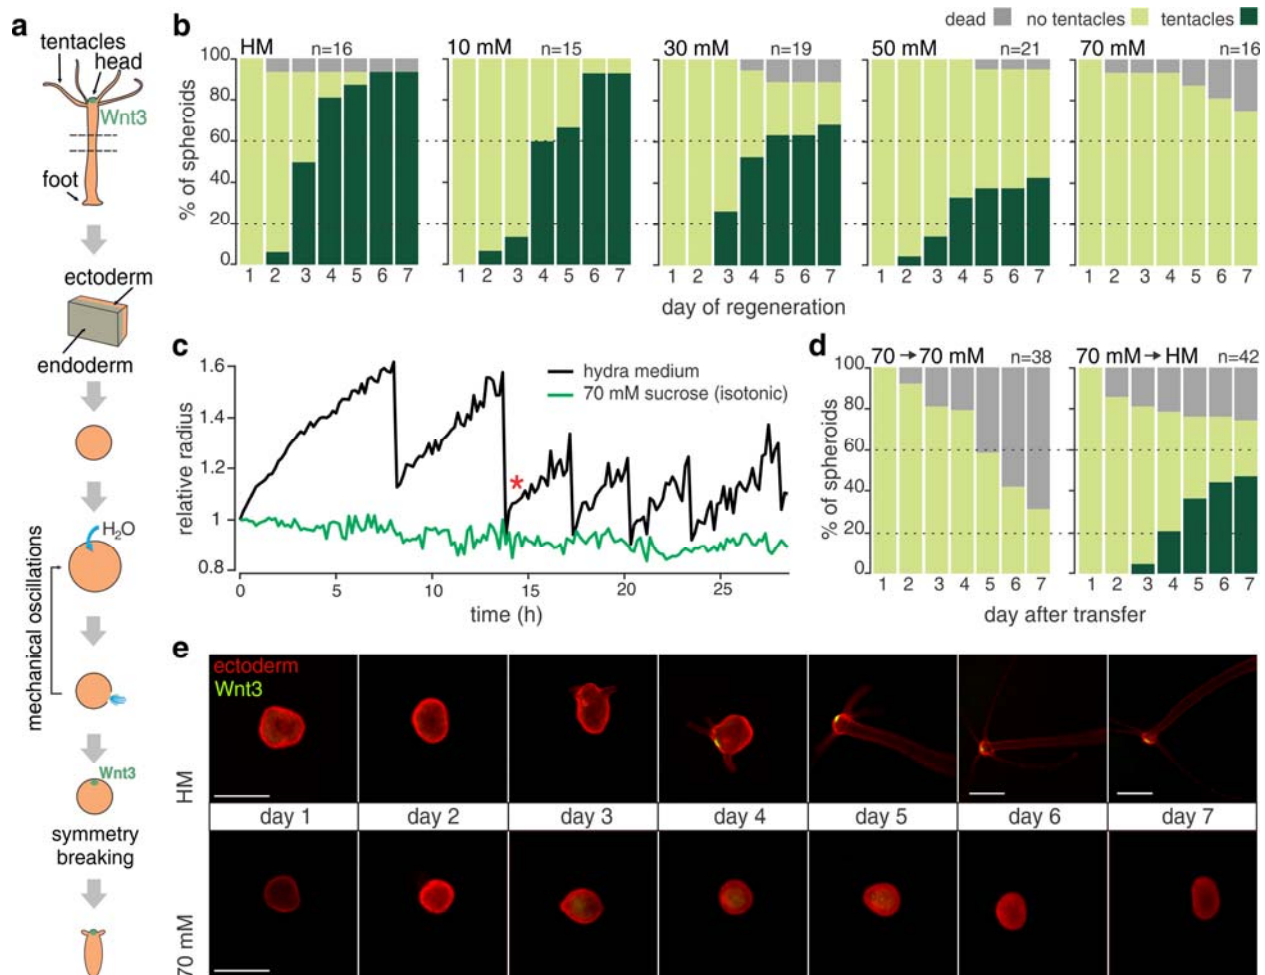 a
tentacles
head
Wnt3
foot
ectoderm
endoderm
H₂O
mechanical oscillations
Wnt3
symmetry
breaking
b
dead no tentacles tentacles
HM n=16 10 mM n=15 30 mM n=19 50 mM n=21 70 mM n=16
% of spheroids
100
80
60
40
20
0
1 2 3 4 5 6 7 1 2 3 4 5 6 7 1 2 3 4 5 6 7 1 2 3 4 5 6 7 1 2 3 4 5 6 7
day of regeneration
c
relative radius
1.6
1.4
1.2
1
0.8
hydra medium
70 mM sucrose (isotonic)
*
0 5 10 15 20 25
time (h)
d
70 → 70 mM n=38 70 mM → HM n=42
% of spheroids
100
80
60
40
20
0
1 2 3 4 5 6 7 1 2 3 4 5 6 7
day after transfer
e
ectoderm
Wnt3
HM
day 1 day 2 day 3 day 4 day 5 day 6 day 7
70 mM